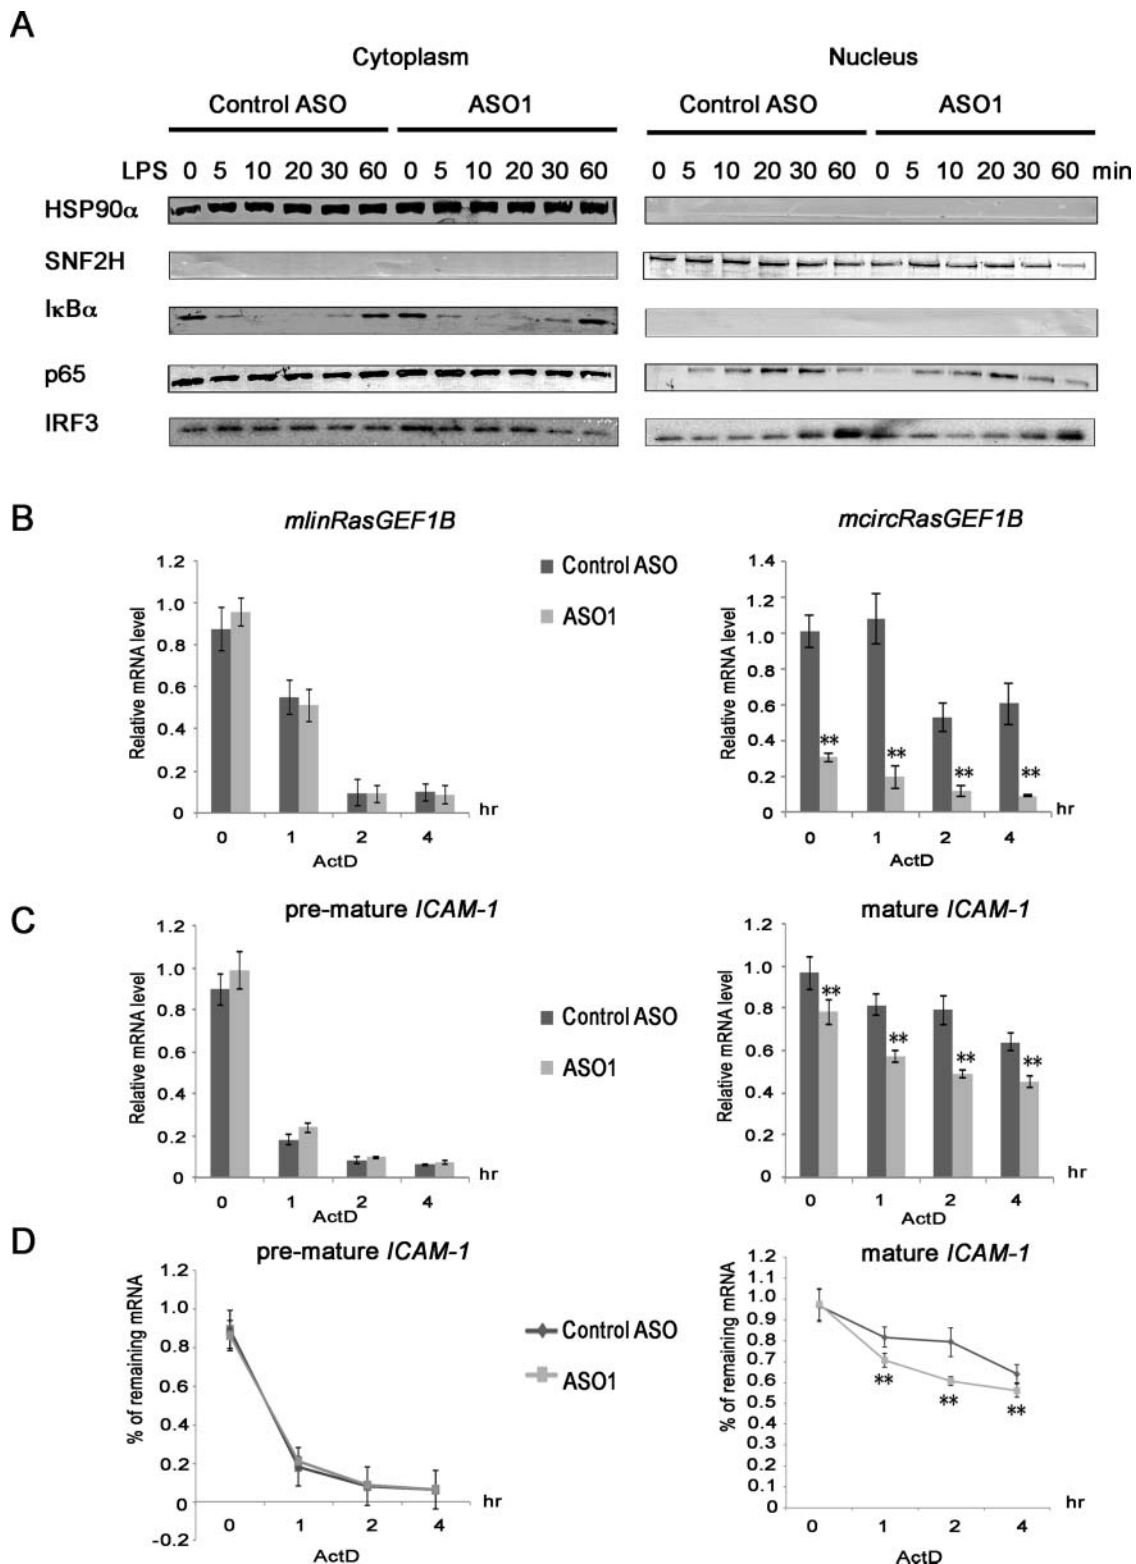 A
Cytoplasm Nucleus
Control ASO ASO1 Control ASO ASO1
LPS 0 5 10 20 30 60 0 5 10 20 30 60 0 5 10 20 30 60 0 5 10 20 30 60 min
HSP90α
SNF2H
IκBα
p65
IRF3
B
mlinRasGEF1B
Relative mRNA level
1.2
1.0
0.8
0.6
0.4
0.2
0
0 1 2 4 hr
ActD
Control ASO
ASO1
mcircRasGEF1B
Relative mRNA level
1.4
1.2
1.0
0.8
0.6
0.4
0.2
0
** ** ** **
0 1 2 4 hr
ActD
C
pre-mature ICAM-1
Relative mRNA level
1.2
1.0
0.8
0.6
0.4
0.2
0
0 1 2 4 hr
ActD
Control ASO
ASO1
mature ICAM-1
Relative mRNA level
1.2
1.0
0.8
0.6
0.4
0.2
0
** ** ** **
0 1 2 4 hr
ActD
D
pre-mature ICAM-1
% of remaining mRNA
1.2
1.0
0.8
0.6
0.4
0.2
0
-0.2
0 1 2 4 hr
ActD
Control ASO
ASO1
mature ICAM-1
% of remaining mRNA
1.2
1.1
1.0
0.9
0.8
0.7
0.6
0.5
0.4
0.3
0.2
0.1
0
** ** **
0 1 2 4 hr
ActD